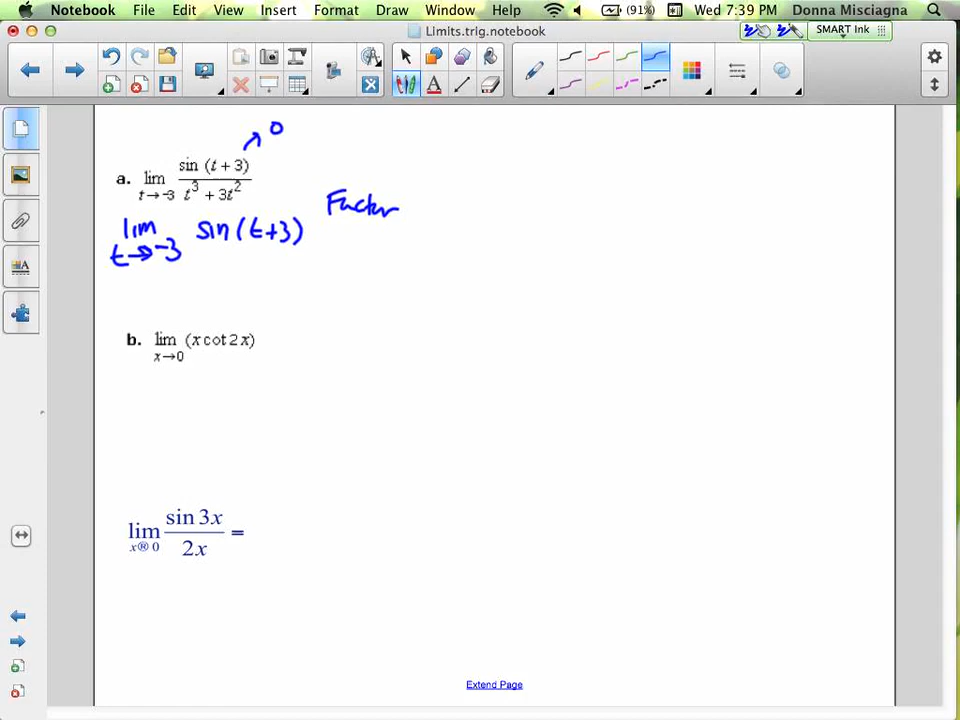 Notebook File Edit View Insert Format Draw Window Help (91%) Wed 7:39 PM Donna Misciagna
Limits.trig.notebook
SMART Ink
0
a. lim t→-3 sin (t + 3) / t³ + 3t²
Factor
lim t→-3 sin(t+3)
b. lim x→0 (x cot 2x)
lim x®0 sin 3x / 2x =
Extend Page